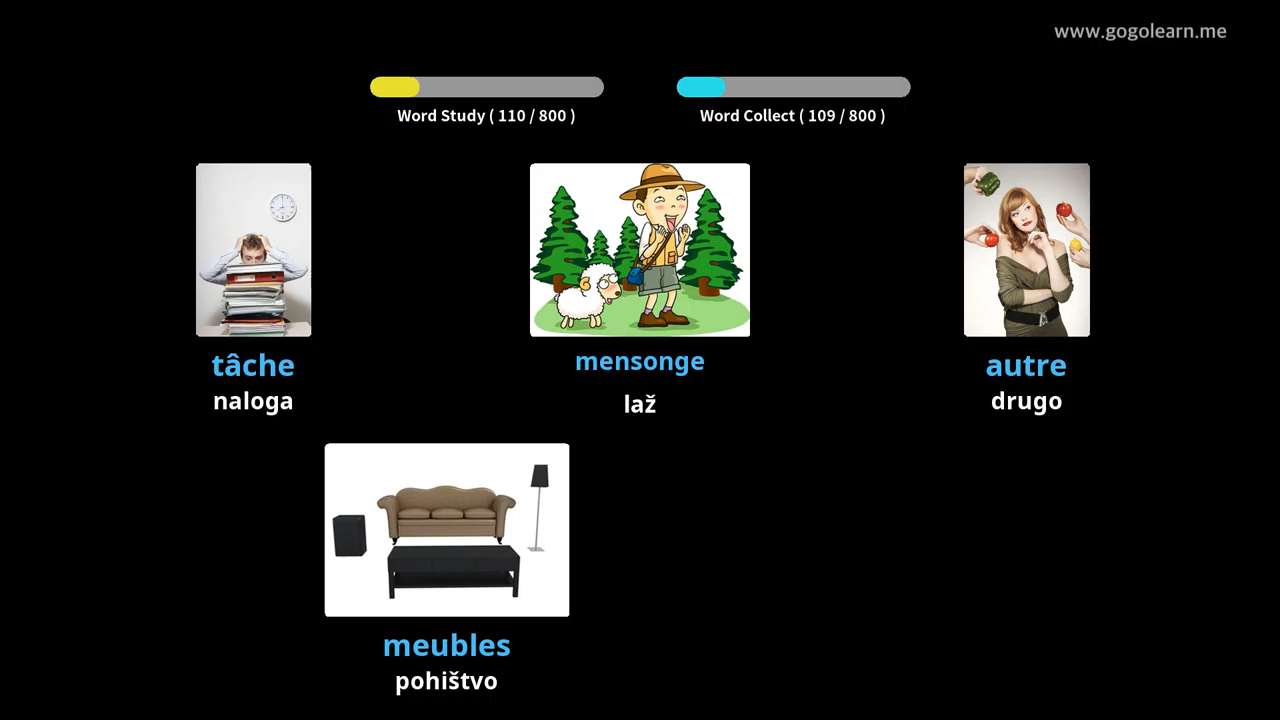 www.gogolearn.me
Word Study ( 110 / 800 )
Word Collect ( 109 / 800 )
tâche
naloga
mensonge
laž
autre
drugo
meubles
pohištvo